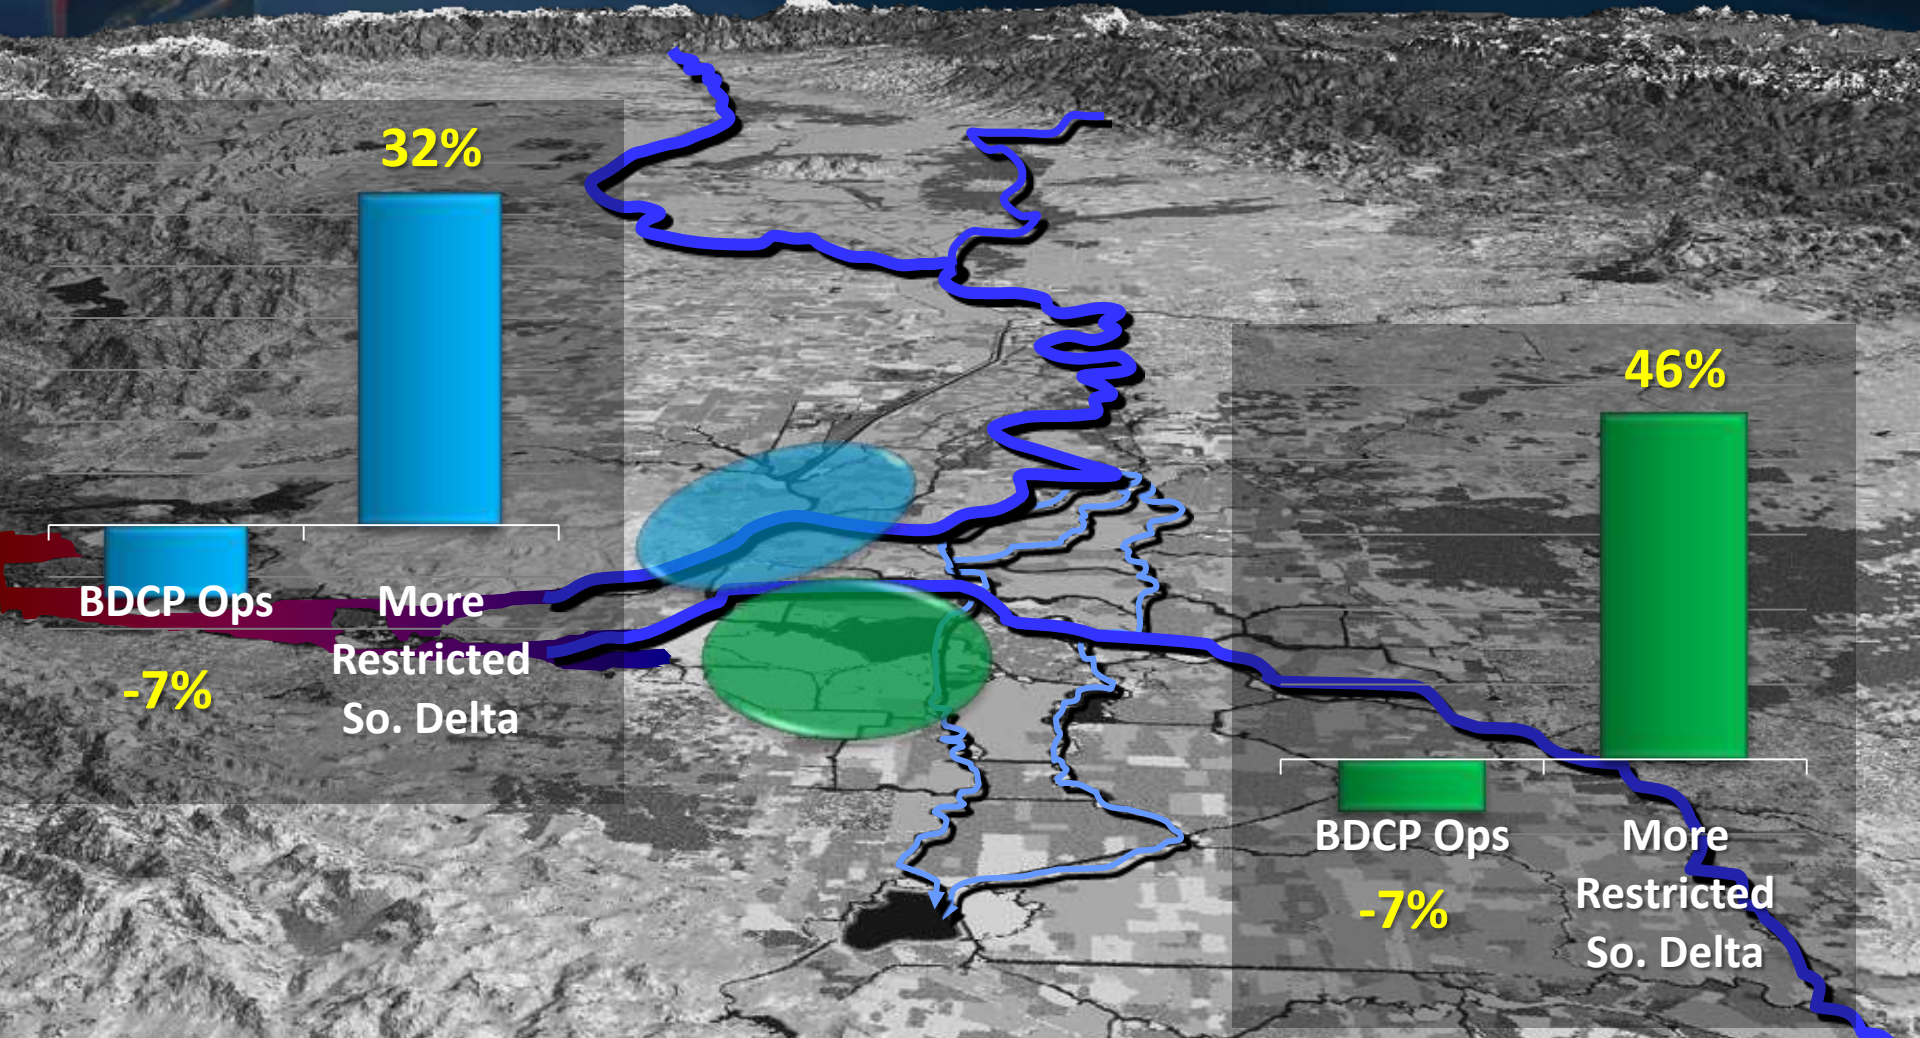 32%
BDCP Ops
-7%
More
Restricted
So. Delta
46%
BDCP Ops
-7%
More
Restricted
So. Delta